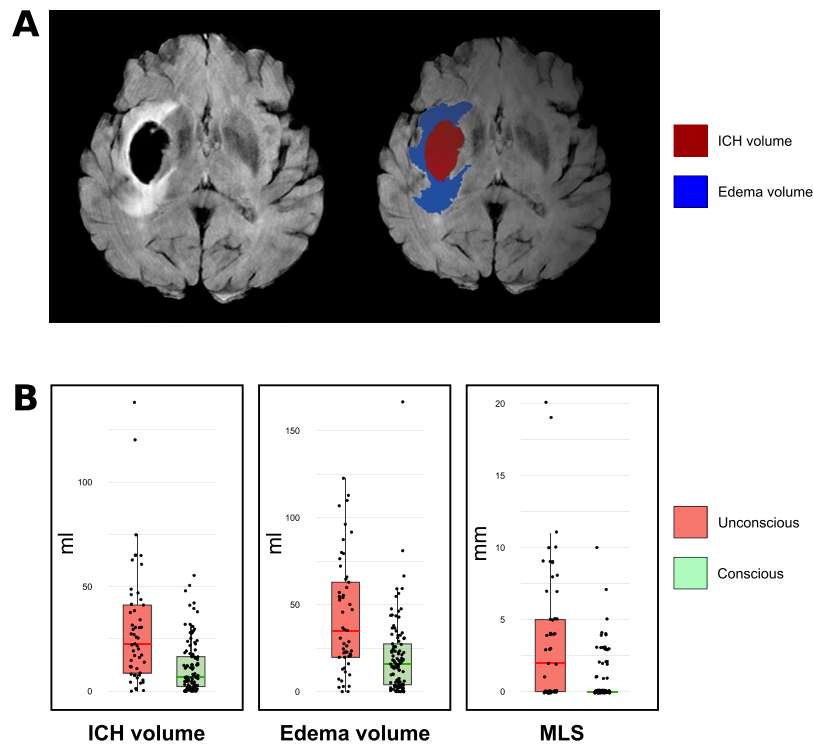 A
ICH volume
Edema volume
B
ml
100
50
0
ICH volume
ml
150
100
50
0
Edema volume
mm
20
15
10
5
0
MLS
Unconscious
Conscious